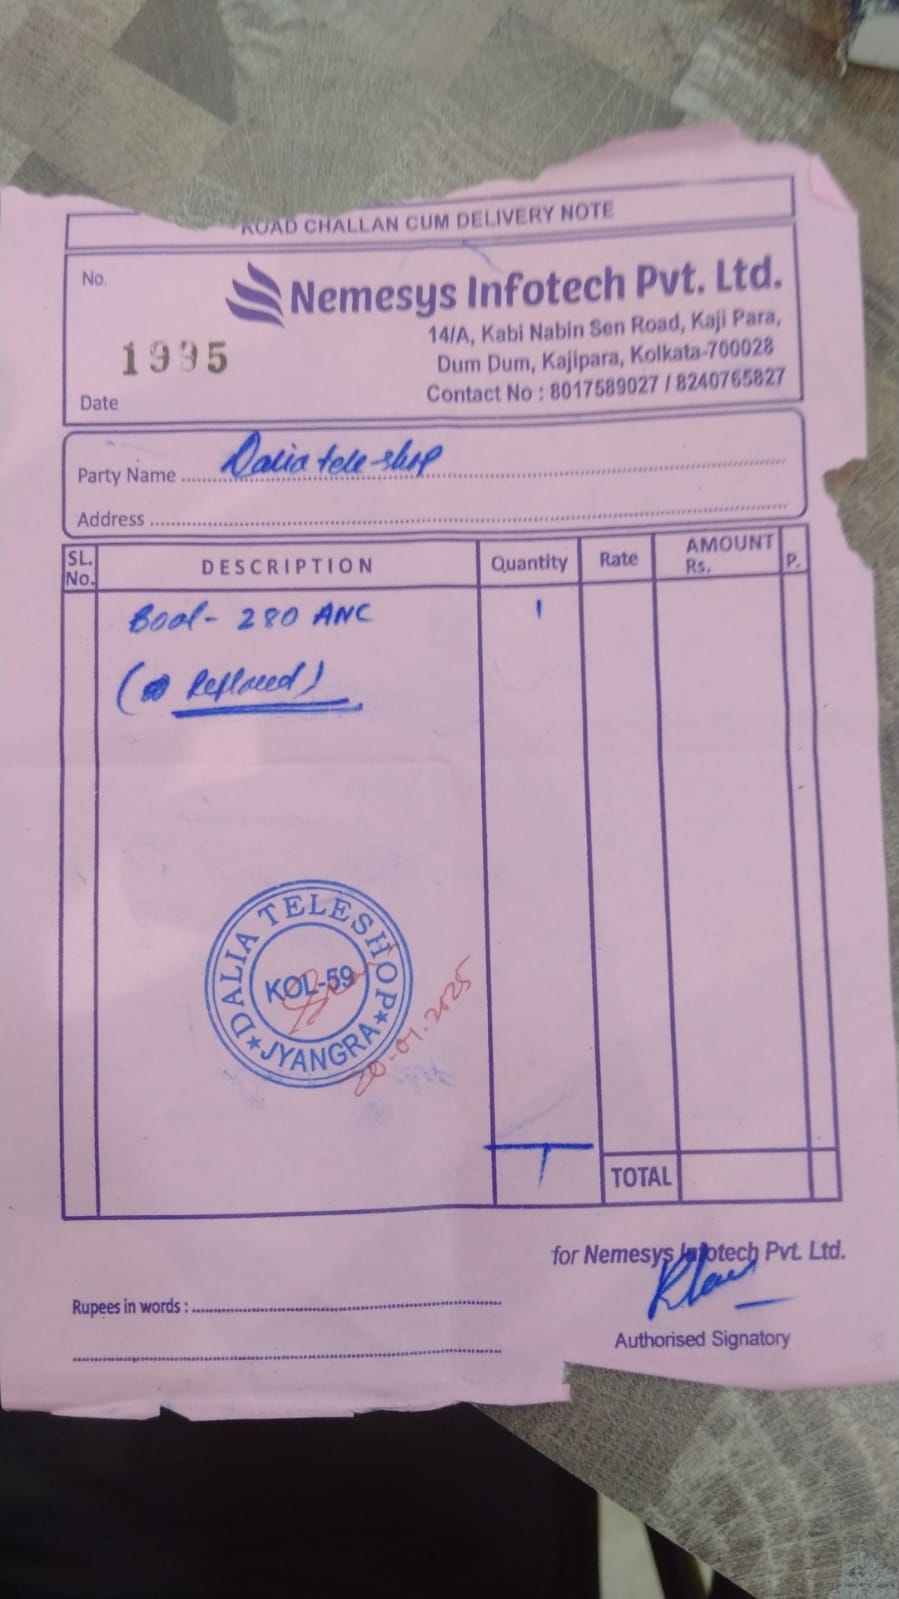 ROAD CHALLAN CUM DELIVERY NOTE
No.
Nemesys Infotech Pvt. Ltd.
14/A, Kabi Nabin Sen Road, Kaji Para,
Dum Dum, Kajipara, Kolkata-700028
Contact No : 8017589027 / 8240765827
1995
Date
Party Name Dalia tele-shop
Address
SL. No. DESCRIPTION Quantity Rate AMOUNT Rs. P.
280 ANC 1
(Replaced)
DALIA TELESHOP
KOL-59
JYANGRA
2025
1
TOTAL
for Nemesys Infotech Pvt. Ltd.
Rupees in words :
Authorised Signatory